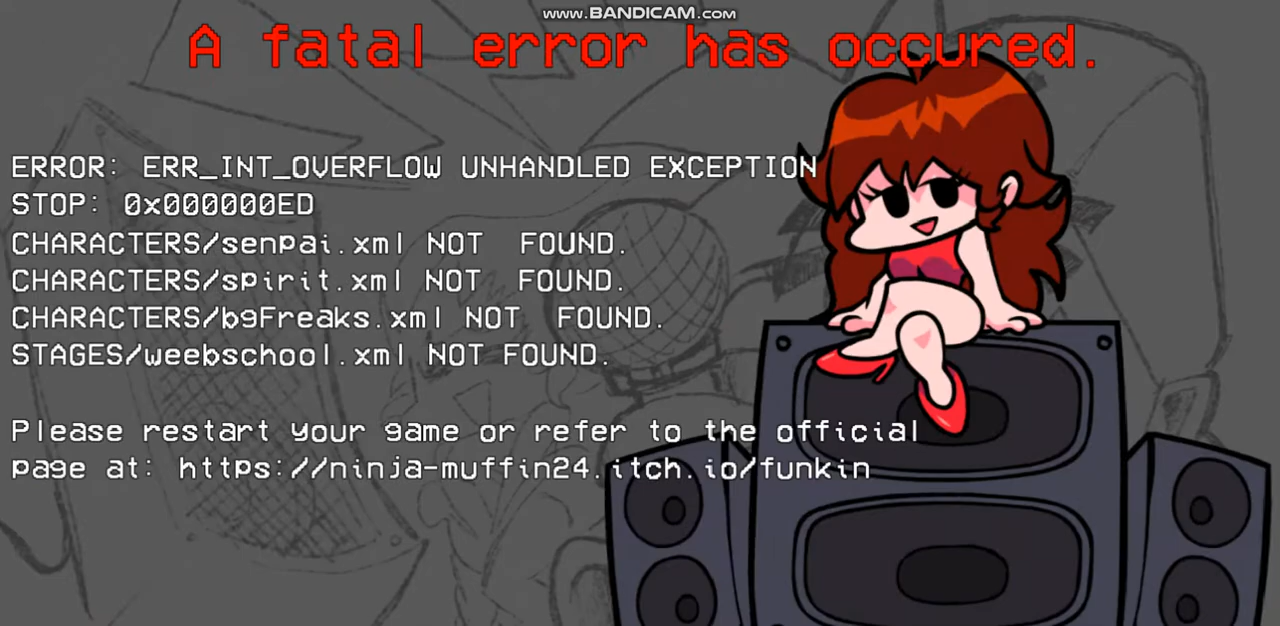 www.BANDICAM.com
A fatal error has occured.
ERROR: ERR_INT_OVERFLOW UNHANDLED EXCEPTION
STOP: 0x000000ED
CHARACTERS/senpai.xml NOT FOUND.
CHARACTERS/spirit.xml NOT FOUND.
CHARACTERS/bgFreaks.xml NOT FOUND.
STAGES/weebschool.xml NOT FOUND.
Please restart your game or refer to the official
page at: https://ninja-muffin24.itch.io/funkin